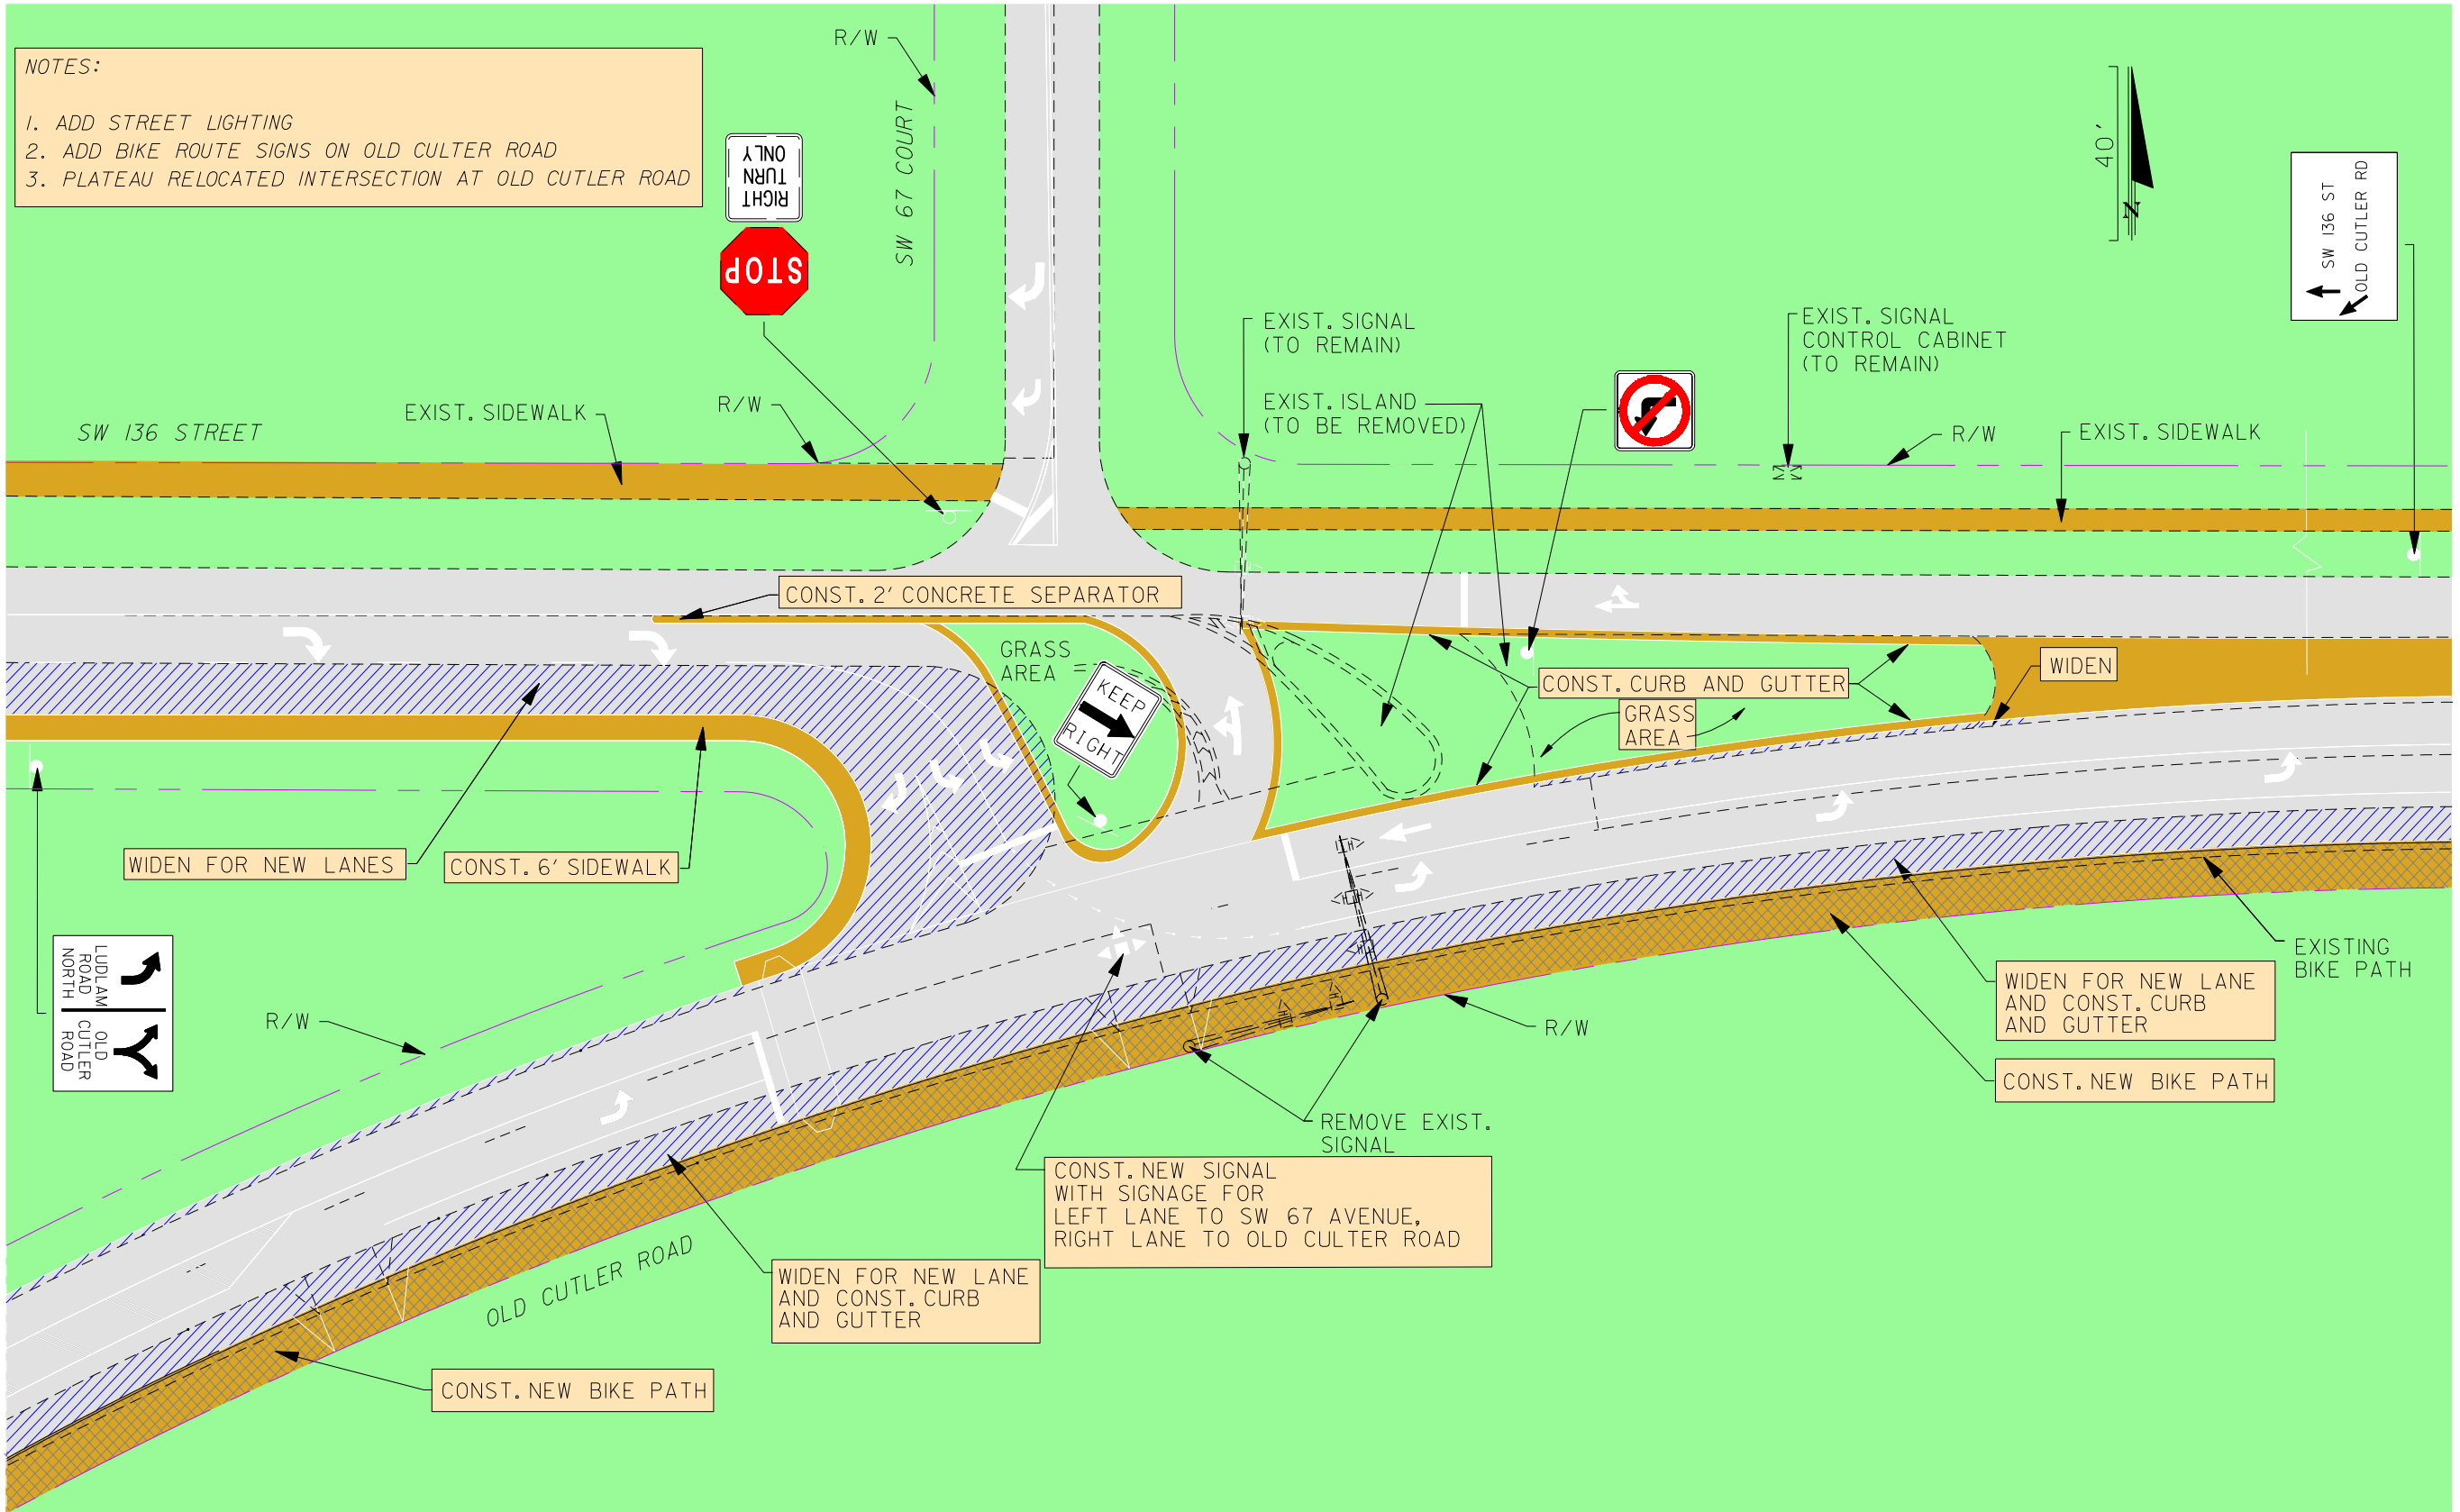 NOTES:
1. ADD STREET LIGHTING
2. ADD BIKE ROUTE SIGNS ON OLD CULTER ROAD
3. PLATEAU RELOCATED INTERSECTION AT OLD CUTLER ROAD
R/W
SW 67 COURT
RIGHT
TURN
ONLY
STOP
40'
N
SW 136 ST
OLD CUTLER RD
EXIST. SIGNAL
(TO REMAIN)
EXIST. ISLAND
(TO BE REMOVED)
EXIST. SIGNAL
CONTROL CABINET
(TO REMAIN)
SW 136 STREET
EXIST. SIDEWALK
R/W
R/W
EXIST. SIDEWALK
CONST. 2' CONCRETE SEPARATOR
GRASS
AREA
KEEP
RIGHT
CONST. CURB AND GUTTER
GRASS
AREA
WIDEN
WIDEN FOR NEW LANES
CONST. 6' SIDEWALK
LUDLAM
ROAD
NORTH
OLD
CUTLER
ROAD
R/W
R/W
EXISTING
BIKE PATH
WIDEN FOR NEW LANE
AND CONST. CURB
AND GUTTER
CONST. NEW BIKE PATH
REMOVE EXIST.
SIGNAL
CONST. NEW SIGNAL
WITH SIGNAGE FOR
LEFT LANE TO SW 67 AVENUE,
RIGHT LANE TO OLD CULTER ROAD
OLD CUTLER ROAD
WIDEN FOR NEW LANE
AND CONST. CURB
AND GUTTER
CONST. NEW BIKE PATH